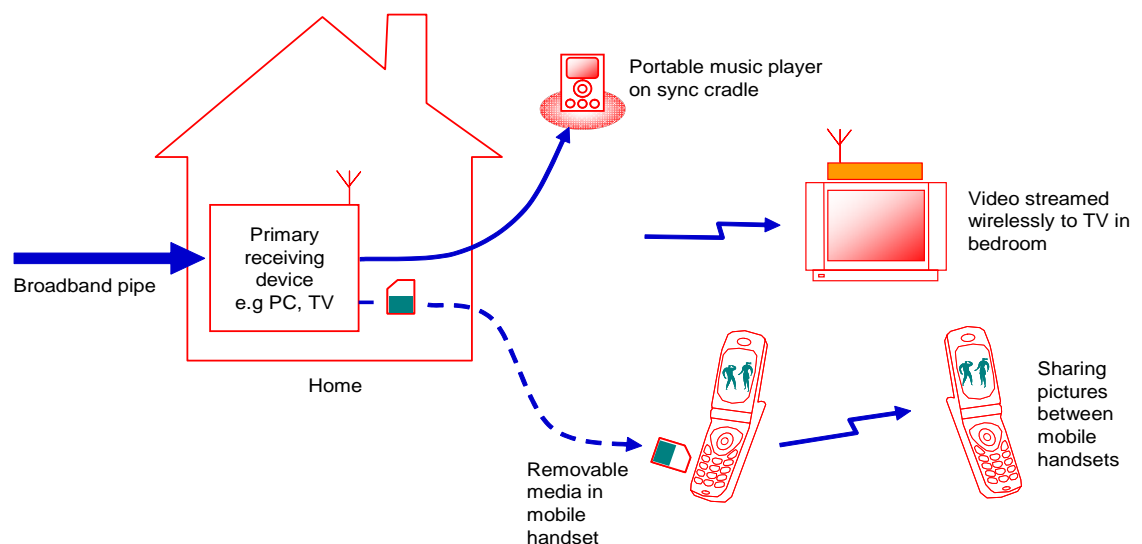 Portable music player
on sync cradle
Video streamed
wirelessly to TV in
bedroom
Primary
receiving
device
e.g PC, TV
Broadband pipe
Home
Sharing
pictures
between
mobile
handsets
Removable
media in
mobile
handset